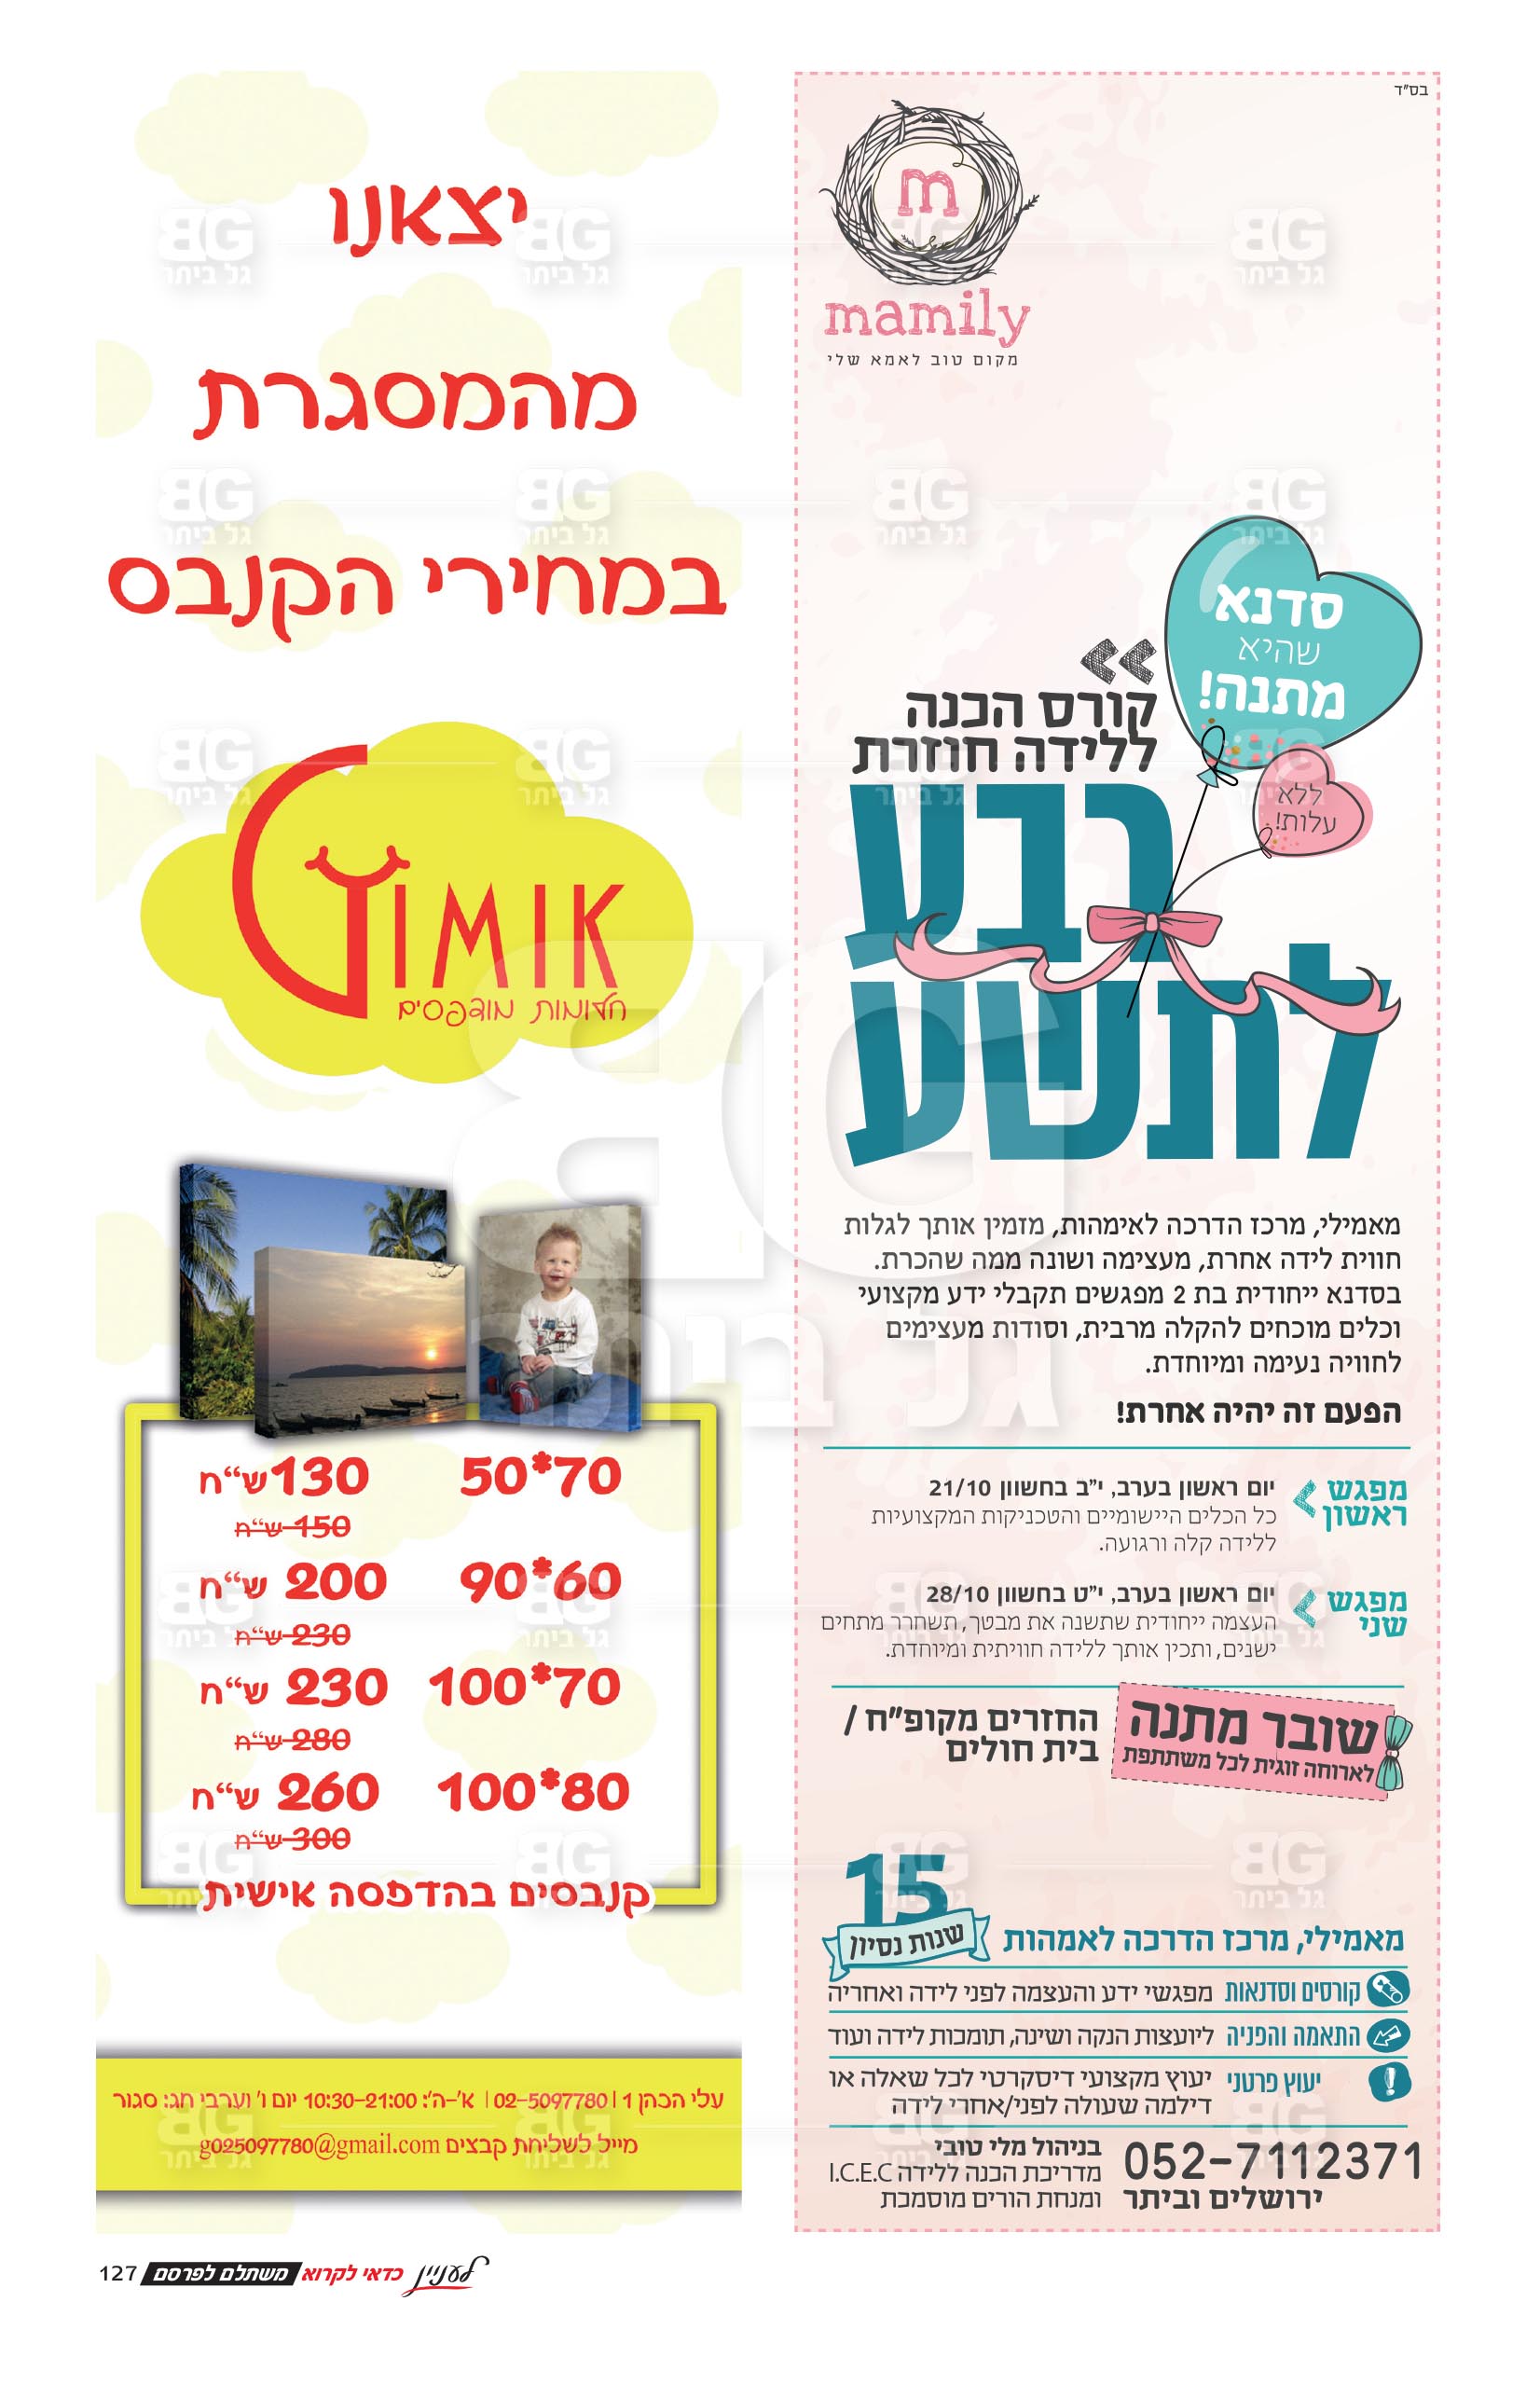 בס"ד
m
mamily
מקום טוב לאמא שלי
סדנא
שהיא
מתנה!
ללא
עלות!
קורס הכנה
ללידה חוזרת
רבע
לתשע
מאמילי, מרכז הדרכה לאימהות, מזמין אותך לגלות
חווית לידה אחרת, מעצימה ושונה ממה שהכרת.
בסדנא ייחודית בת 2 מפגשים תקבלי ידע מקצועי
וכלים מוכחים להקלה מרבית, וסודות מעצימים
לחוויה נעימה ומיוחדת.
הפעם זה יהיה אחרת!
מפגש ראשון
יום ראשון בערב, י"ב בחשוון 21/10
כל הכלים היישומיים והטכניקות המקצועיות
ללידה קלה ורגועה.
מפגש שני
יום ראשון בערב, י"ט בחשוון 28/10
העצמה ייחודית שתשנה את מבטך, תשחרר מתחים
ישנים, ותכין אותך ללידה חוויתית ומיוחדת.
שובר מתנה
לארוחה זוגית לכל משתתפת
החזרים מקופ"ח /
בית חולים
15
שנות נסיון
מאמילי, מרכז הדרכה לאמהות
קורסים וסדנאות מפגשי ידע והעצמה לפני לידה ואחריה
התאמה והפניה ליועצות הנקה ושינה, תומכות לידה ועוד
יעוץ פרטני יעוץ מקצועי דיסקרטי לכל שאלה או
דילמה שעולה לפני/אחרי לידה
052-7112371
ירושלים וביתר
בניהול מלי טובי
מדריכת הכנה ללידה I.C.E.C
ומנחת הורים מוסמכת
יצאנו
מהמסגרת
במחירי הקנבס
GIMIK
חלומות מודפסים
50*70 130ש"ח
150 ש"ח
90*60 200 ש"ח
230 ש"ח
100*70 230 ש"ח
280 ש"ח
100*80 260 ש"ח
300 ש"ח
קנבסים בהדפסה אישית
עלי הכהן 1 | 02-5097780 | א'-ה': 10:30-21:00 יום ו' וערבי חג: סגור
מייל לשליחת קבצים g025097780@gmail.com
לעניין כדאי לקרוא משתלם לפרסם 127
BG
גל ביתר